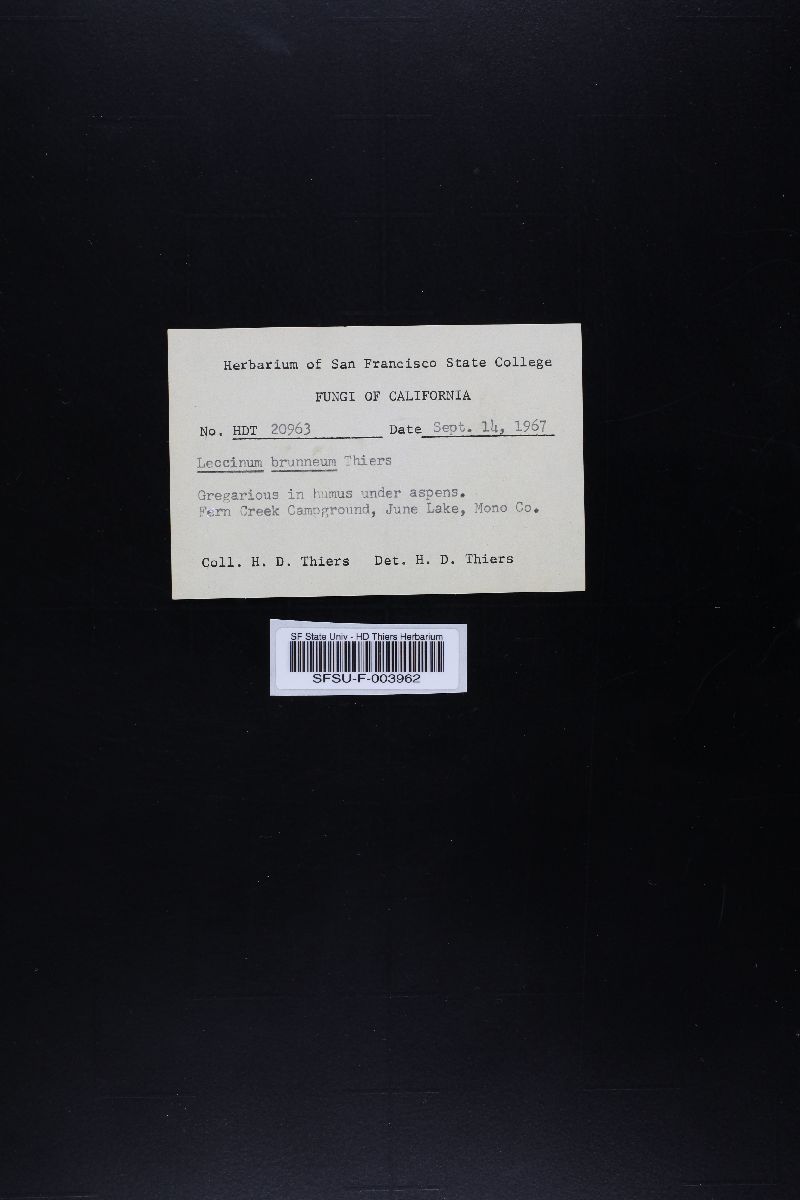 Herbarium of San Francisco State College
FUNGI OF CALIFORNIA
No. HDT 20963 Date Sept. 14, 1967
Leccinum brunneum Thiers
Gregarious in humus under aspens.
Fern Creek Campground, June Lake, Mono Co.
Coll. H. D. Thiers Det. H. D. Thiers
SF State Univ - HD Thiers Herbarium
SFSU-F-003962